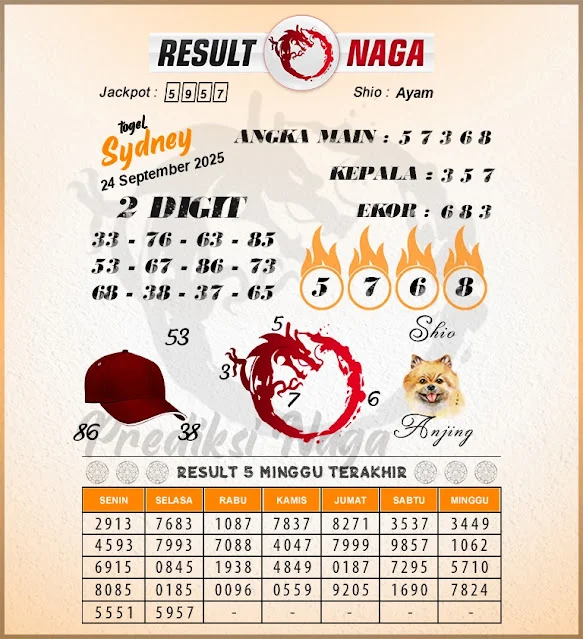 RESULT NAGA
Jackpot : 5 9 5 7
Shio : Ayam
togel
Sydney
24 September 2025
ANGKA MAIN : 5 7 3 6 8
KEPALA : 3 5 7
EKOR : 6 8 3
2 DIGIT
33 - 76 - 63 - 85
53 - 67 - 86 - 73
68 - 38 - 37 - 65
5 7 6 8
53
86
38
5
3
7
6
Shio
Anjing
Prediksi Naga
RESULT 5 MINGGU TERAKHIR
SENIN SELASA RABU KAMIS JUMAT SABTU MINGGU
2913 7683 1087 7837 8271 3537 3449
4593 7993 7088 4047 7999 9857 1062
6915 0845 1938 4849 0187 7295 5710
8085 0185 0096 0559 9205 1690 7824
5551 5957 - - - - -